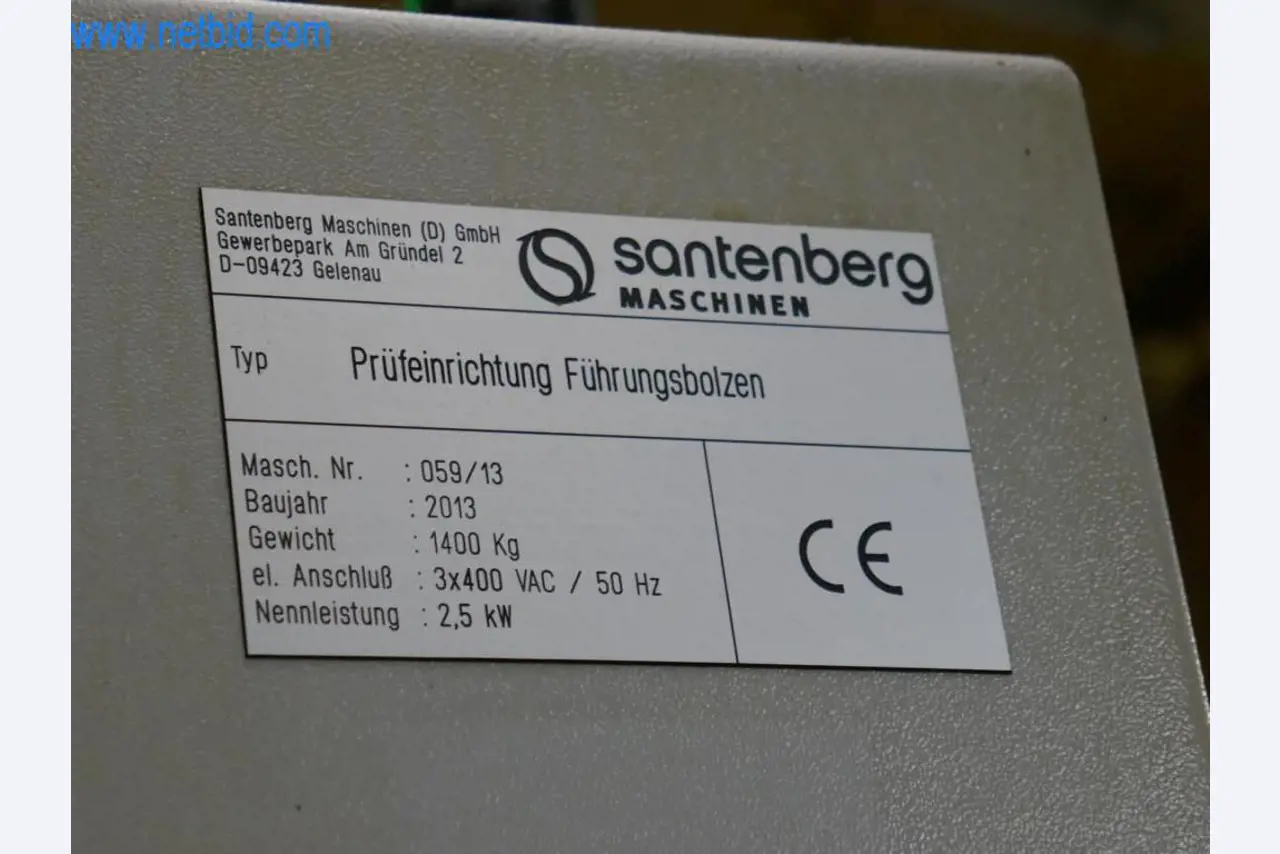 www.netbid.com
Santenberg Maschinen (D) GmbH
Gewerbepark Am Gründel 2
D-09423 Gelenau
santenberg
MASCHINEN
Typ Prüfeinrichtung Führungsbolzen
Masch. Nr. : 059/13
Baujahr : 2013
Gewicht : 1400 Kg
el. Anschluß : 3x400 VAC / 50 Hz
Nennleistung : 2,5 kW
CE